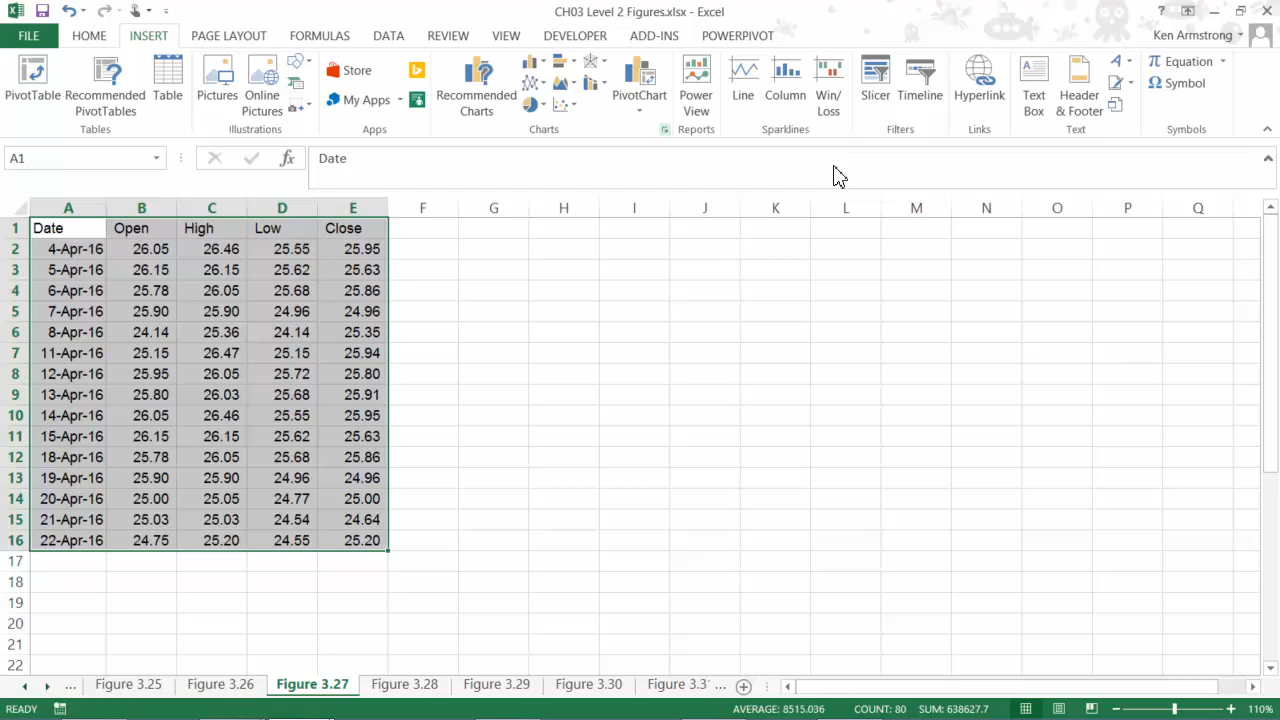 CH03 Level 2 Figures.xlsx - Excel
?
FILE HOME INSERT PAGE LAYOUT FORMULAS DATA REVIEW VIEW DEVELOPER ADD-INS POWERPIVOT Ken Armstrong
PivotTable Recommended PivotTables Table Pictures Online Pictures Store My Apps Recommended Charts PivotChart Power View Line Column Win/Loss Slicer Timeline Hyperlink Text Box Header & Footer Equation Symbol
Tables Illustrations Apps Charts Reports Sparklines Filters Links Text Symbols
A1 fx Date
A B C D E F G H I J K L M N O P Q
1 Date Open High Low Close
2 4-Apr-16 26.05 26.46 25.55 25.95
3 5-Apr-16 26.15 26.15 25.62 25.63
4 6-Apr-16 25.78 26.05 25.68 25.86
5 7-Apr-16 25.90 25.90 24.96 24.96
6 8-Apr-16 24.14 25.36 24.14 25.35
7 11-Apr-16 25.15 26.47 25.15 25.94
8 12-Apr-16 25.95 26.05 25.72 25.80
9 13-Apr-16 25.80 26.03 25.68 25.91
10 14-Apr-16 26.05 26.46 25.55 25.95
11 15-Apr-16 26.15 26.15 25.62 25.63
12 18-Apr-16 25.78 26.05 25.68 25.86
13 19-Apr-16 25.90 25.90 24.96 24.96
14 20-Apr-16 25.00 25.05 24.77 25.00
15 21-Apr-16 25.03 25.03 24.54 24.64
16 22-Apr-16 24.75 25.20 24.55 25.20
17
18
19
20
21
22
... Figure 3.25 Figure 3.26 Figure 3.27 Figure 3.28 Figure 3.29 Figure 3.30 Figure 3.3 ...
READY AVERAGE: 8515.036 COUNT: 80 SUM: 638627.7 110%